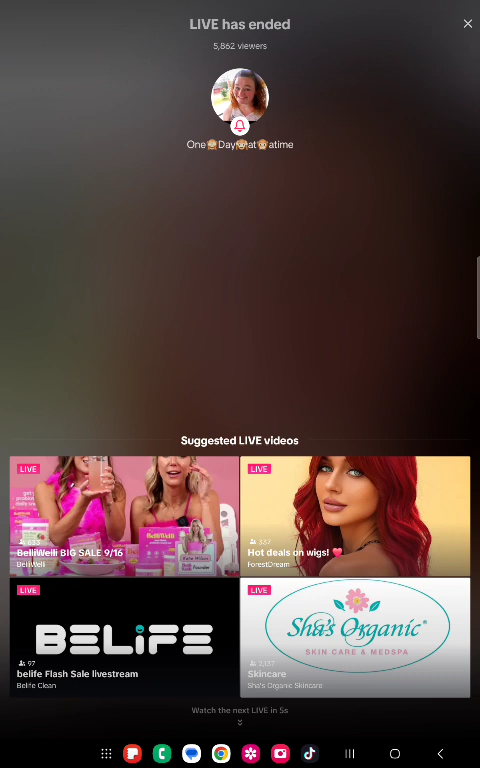 LIVE has ended
5,862 viewers
One🙈Day🙈at🙊atime
Suggested LIVE videos
LIVE
BelliWelli BIG SALE 9/16
BelliWelli
LIVE
337
Hot deals on wigs! ❤️
ForestDream
LIVE
BELIFE
97
belife Flash Sale livestream
Belife Clean
LIVE
Sha's Organic®
SKIN CARE & MEDSPA
2,137
Skincare
Sha's Organic Skincare
Watch the next LIVE in 5s